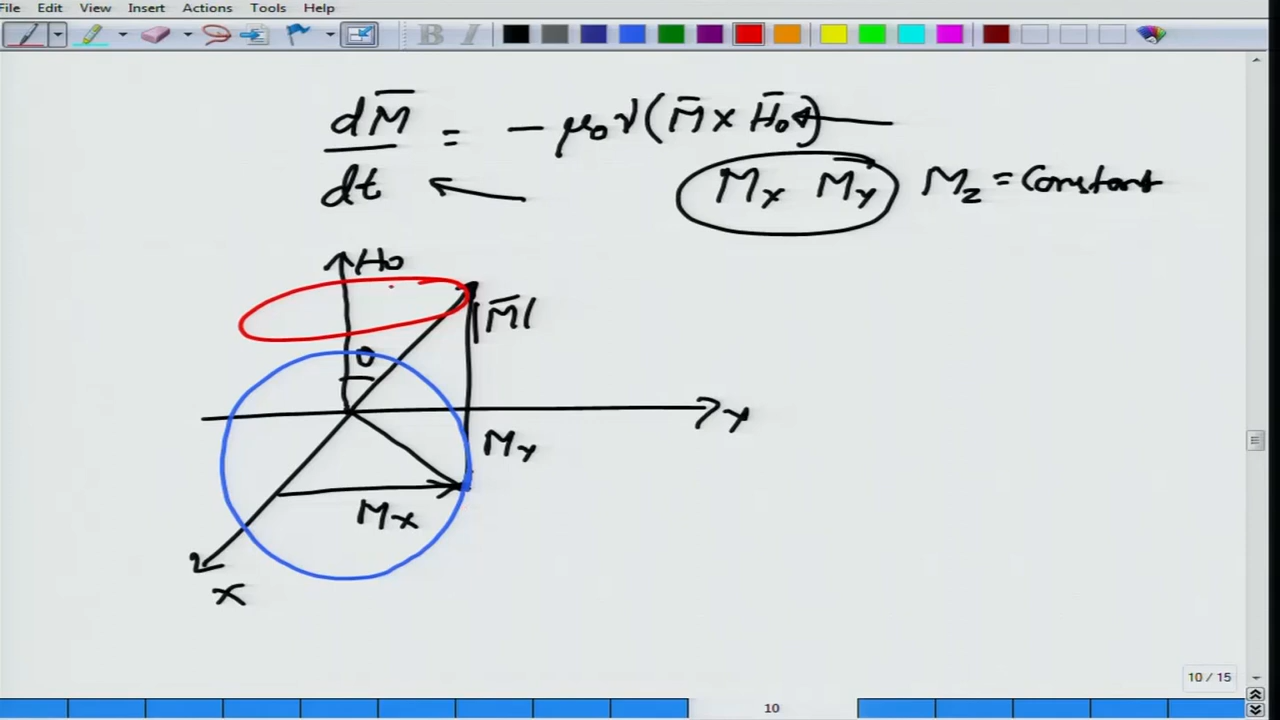 File Edit View Insert Actions Tools Help
B I
dM̅/dt = - μ₀γ(M̅ × H̅₀)
Mx M̅y Mz = Constant
H₀
|M̅|
θ
y
My
Mx
x
10 / 15
10